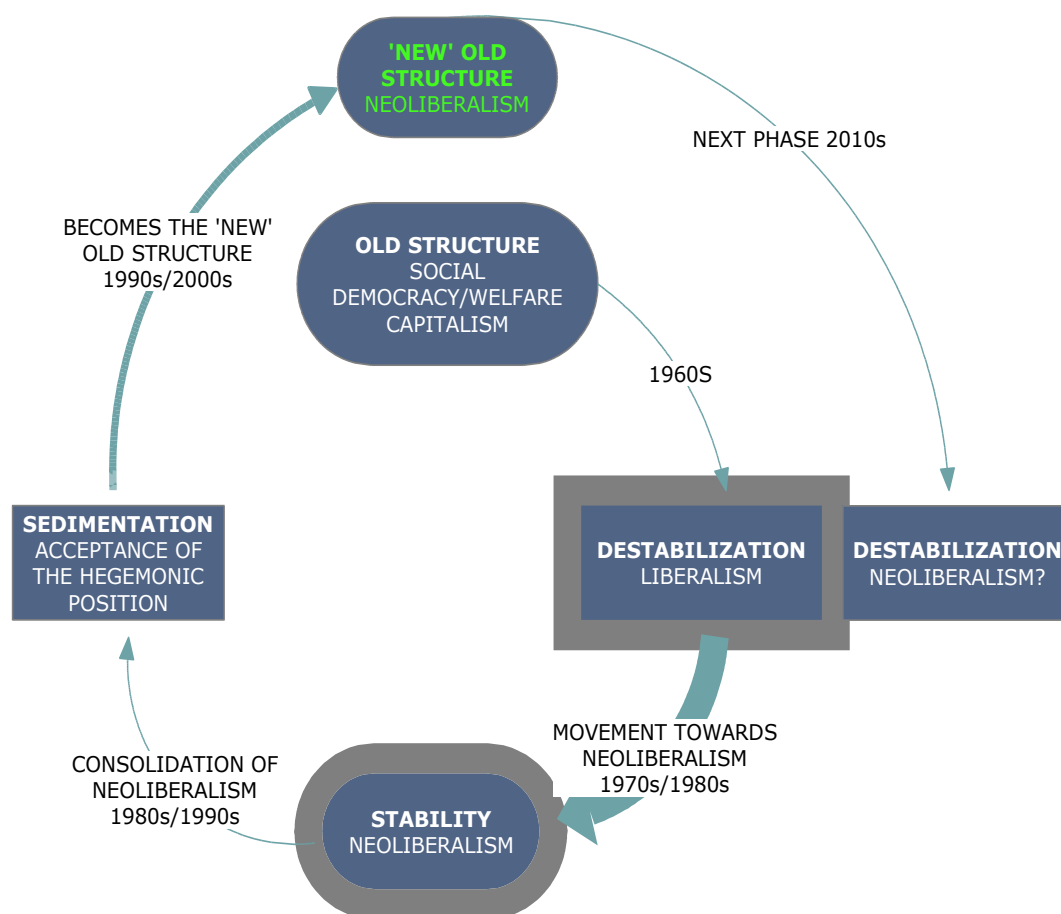 'NEW' OLD
STRUCTURE
NEOLIBERALISM
NEXT PHASE 2010s
BECOMES THE 'NEW'
OLD STRUCTURE
1990s/2000s
OLD STRUCTURE
SOCIAL
DEMOCRACY/WELFARE
CAPITALISM
1960S
SEDIMENTATION
ACCEPTANCE OF
THE HEGEMONIC
POSITION
DESTABILIZATION
LIBERALISM
DESTABILIZATION
NEOLIBERALISM?
MOVEMENT TOWARDS
NEOLIBERALISM
1970s/1980s
CONSOLIDATION OF
NEOLIBERALISM
1980s/1990s
STABILITY
NEOLIBERALISM